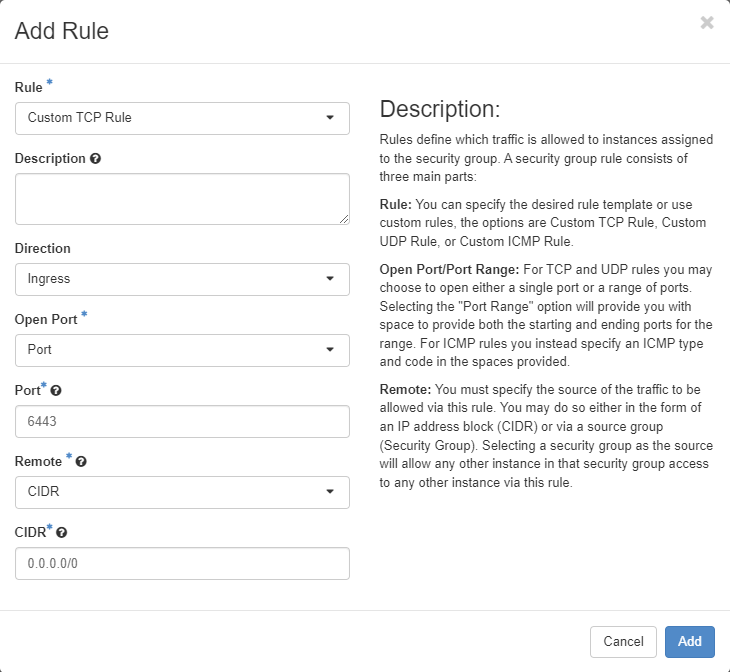 Add Rule
×
Rule *
Custom TCP Rule
Description ?
Direction
Ingress
Open Port *
Port
Port* ?
6443
Remote * ?
CIDR
CIDR* ?
0.0.0.0/0
Description:
Rules define which traffic is allowed to instances assigned
to the security group. A security group rule consists of
three main parts:
Rule: You can specify the desired rule template or use
custom rules, the options are Custom TCP Rule, Custom
UDP Rule, or Custom ICMP Rule.
Open Port/Port Range: For TCP and UDP rules you may
choose to open either a single port or a range of ports.
Selecting the "Port Range" option will provide you with
space to provide both the starting and ending ports for the
range. For ICMP rules you instead specify an ICMP type
and code in the spaces provided.
Remote: You must specify the source of the traffic to be
allowed via this rule. You may do so either in the form of
an IP address block (CIDR) or via a source group
(Security Group). Selecting a security group as the source
will allow any other instance in that security group access
to any other instance via this rule.
Cancel
Add